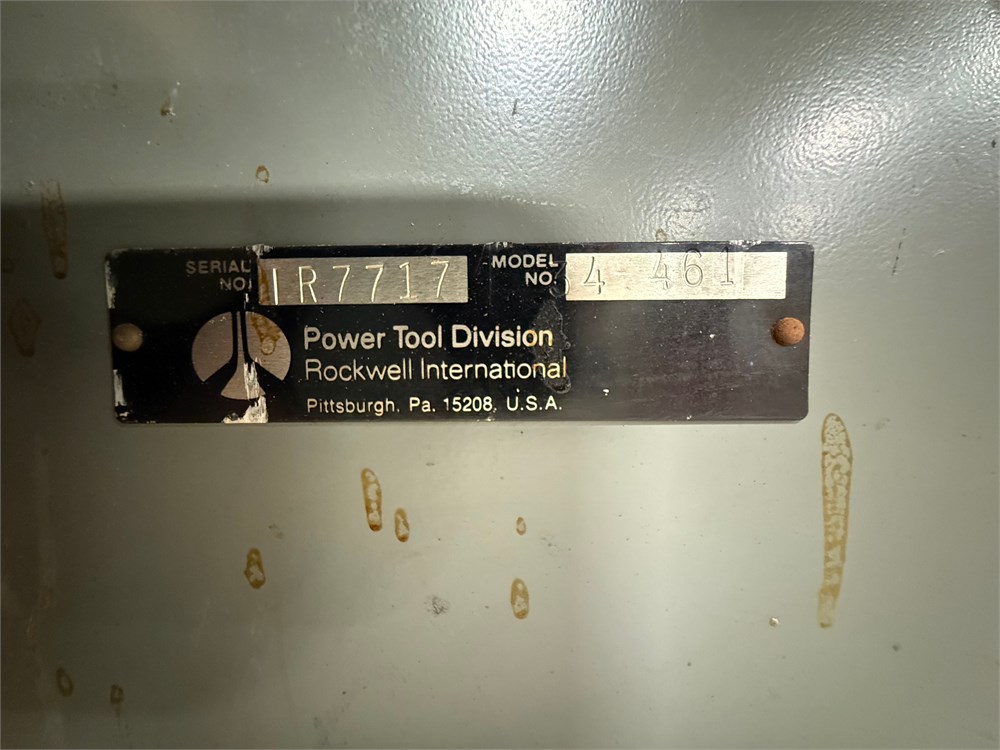 SERIAL NO. IR7717
MODEL NO. 34 461
Power Tool Division
Rockwell International
Pittsburgh, Pa. 15208, U.S.A.